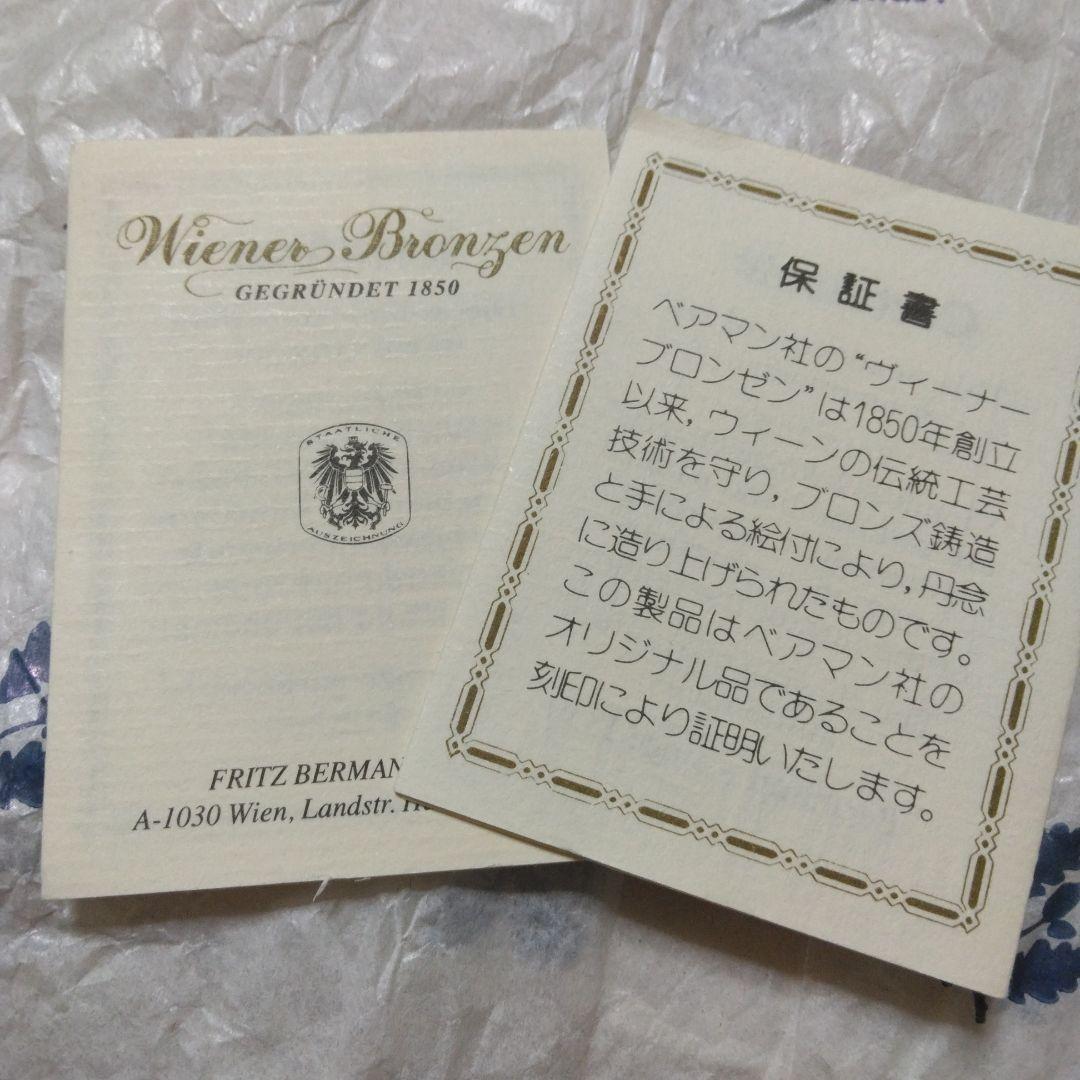 Wiener Bronzen
GEGRÜNDET 1850
STAATLICHE
AUSZEICHNUNG
FRITZ BERMAN
A-1030 Wien, Landstr.
保証書
ベアマン社の“ヴィーナー
ブロンゼン”は1850年創立
以来,ウィーンの伝統工芸
技術を守り,ブロンズ鋳造
と手による絵付により,丹念
に造り上げられたものです。
この製品はベアマン社の
オリジナル品であることを
刻印により証明いたします。